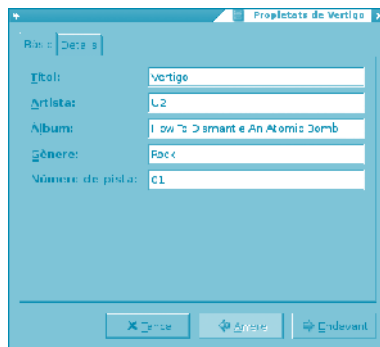 Propietats de Vertigo
Bàsic Detalls
Títol: Vertigo
Artista: U2
Àlbum: How To Dismantle An Atomic Bomb
Gènere: Rock
Número de pista: 01
Tanca Arrere Endavant